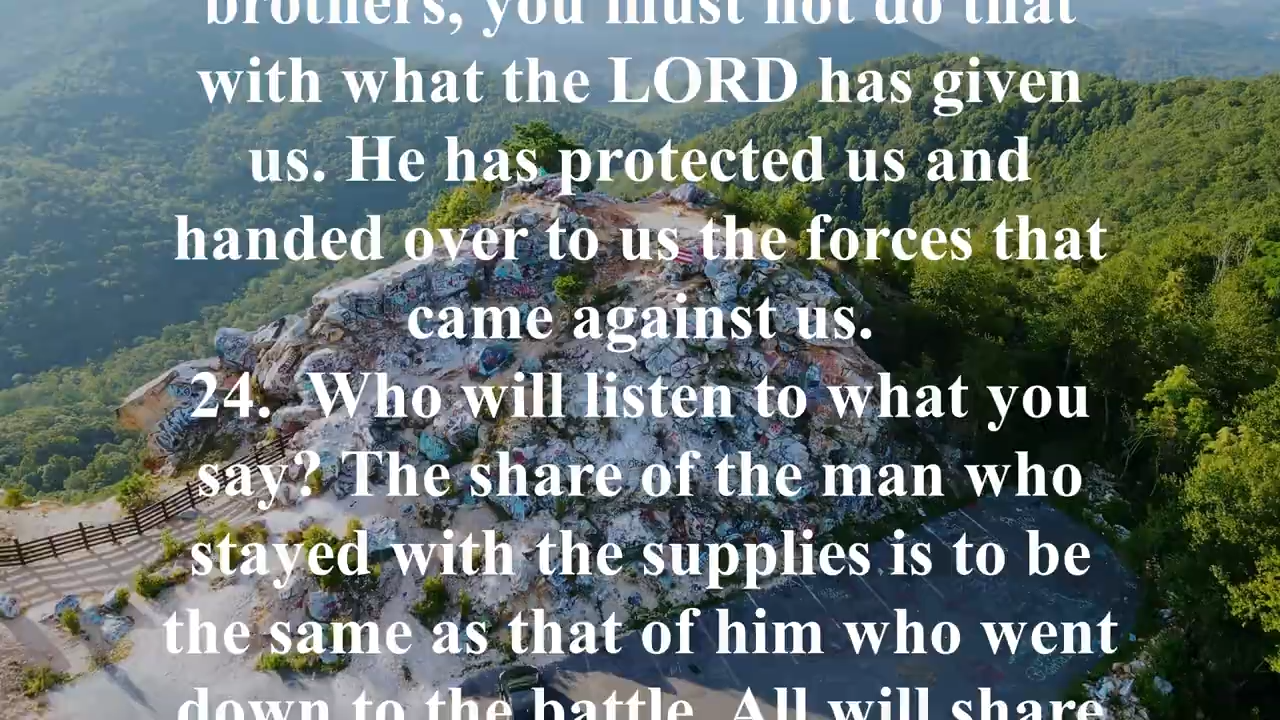 brothers, you must not do that
with what the LORD has given
us. He has protected us and
handed over to us the forces that
came against us.
24.  Who will listen to what you
say? The share of the man who
stayed with the supplies is to be
the same as that of him who went
down to the battle. All will share